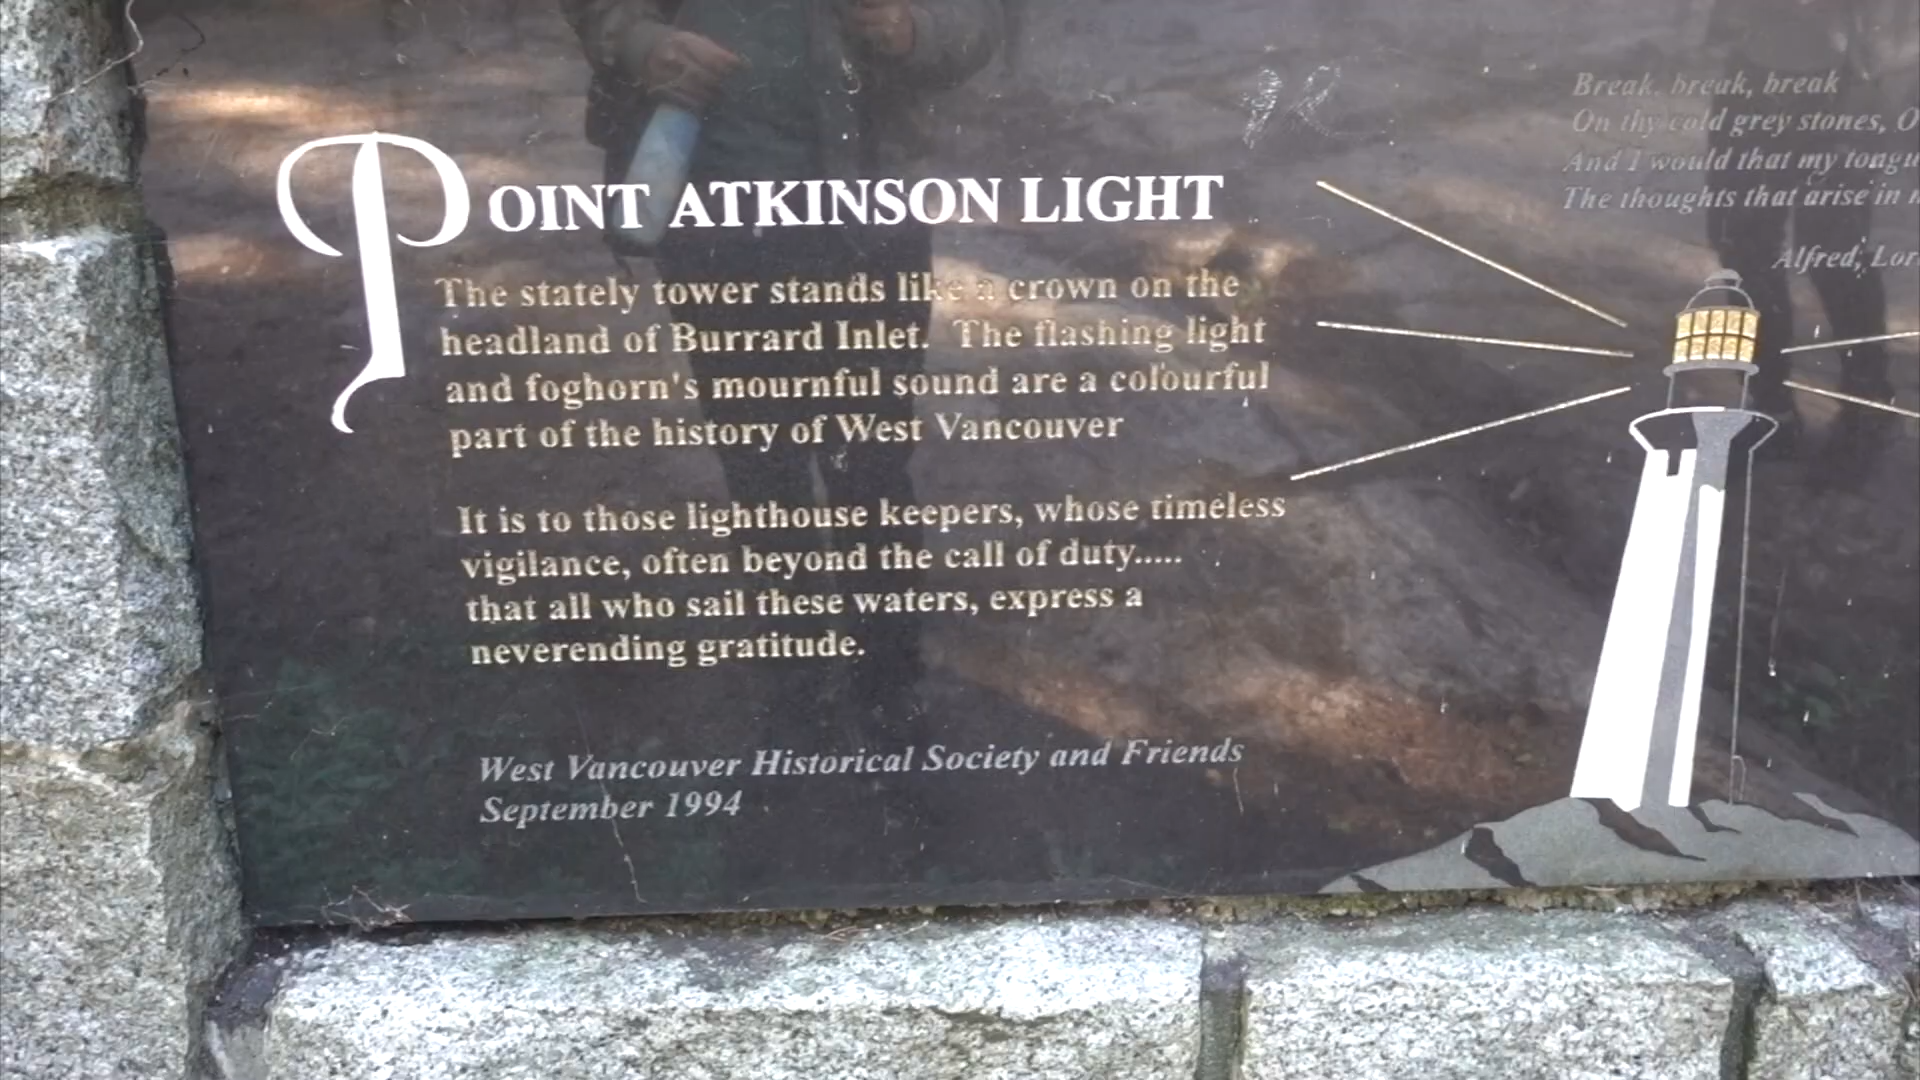 POINT ATKINSON LIGHT
The stately tower stands like a crown on the
headland of Burrard Inlet. The flashing light
and foghorn's mournful sound are a colourful
part of the history of West Vancouver
It is to those lighthouse keepers, whose timeless
vigilance, often beyond the call of duty.....
that all who sail these waters, express a
neverending gratitude.
West Vancouver Historical Society and Friends
September 1994
Break, break, break
On thy cold grey stones, O
And I would that my
The thoughts that arise in
Alfred,